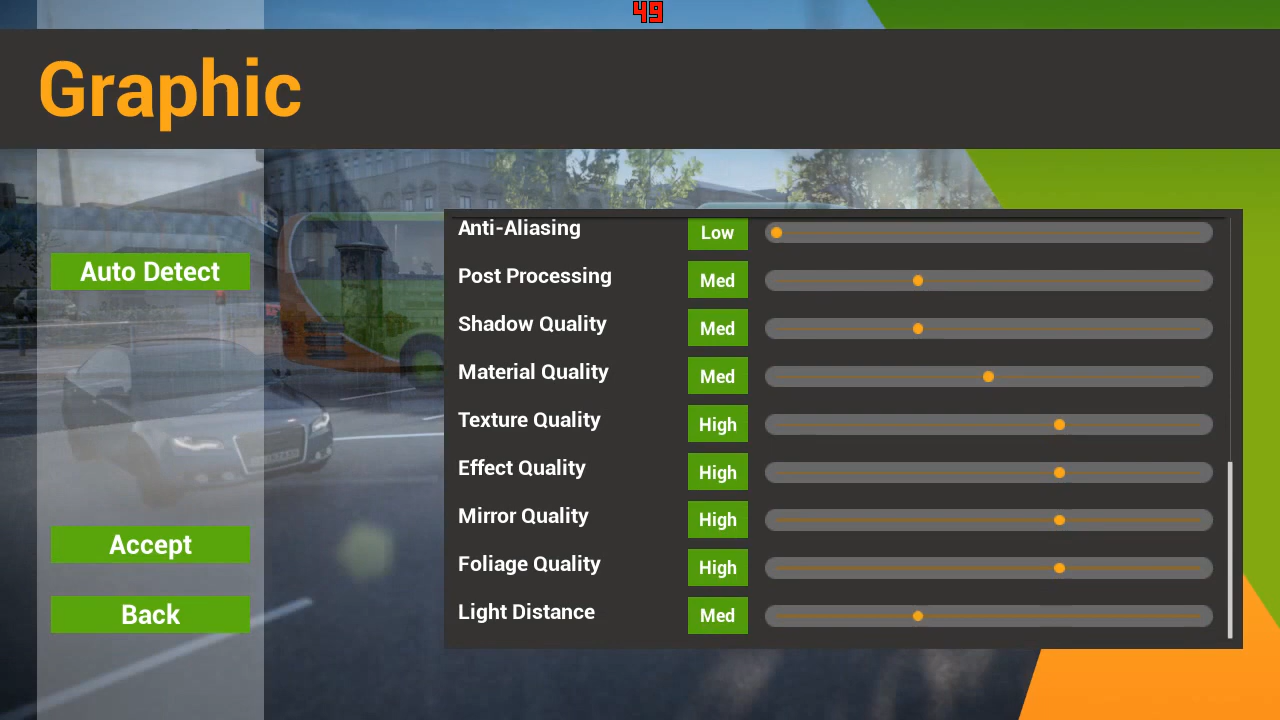 49
Graphic
Auto Detect
Accept
Back
Anti-Aliasing Low
Post Processing Med
Shadow Quality Med
Material Quality Med
Texture Quality High
Effect Quality High
Mirror Quality High
Foliage Quality High
Light Distance Med